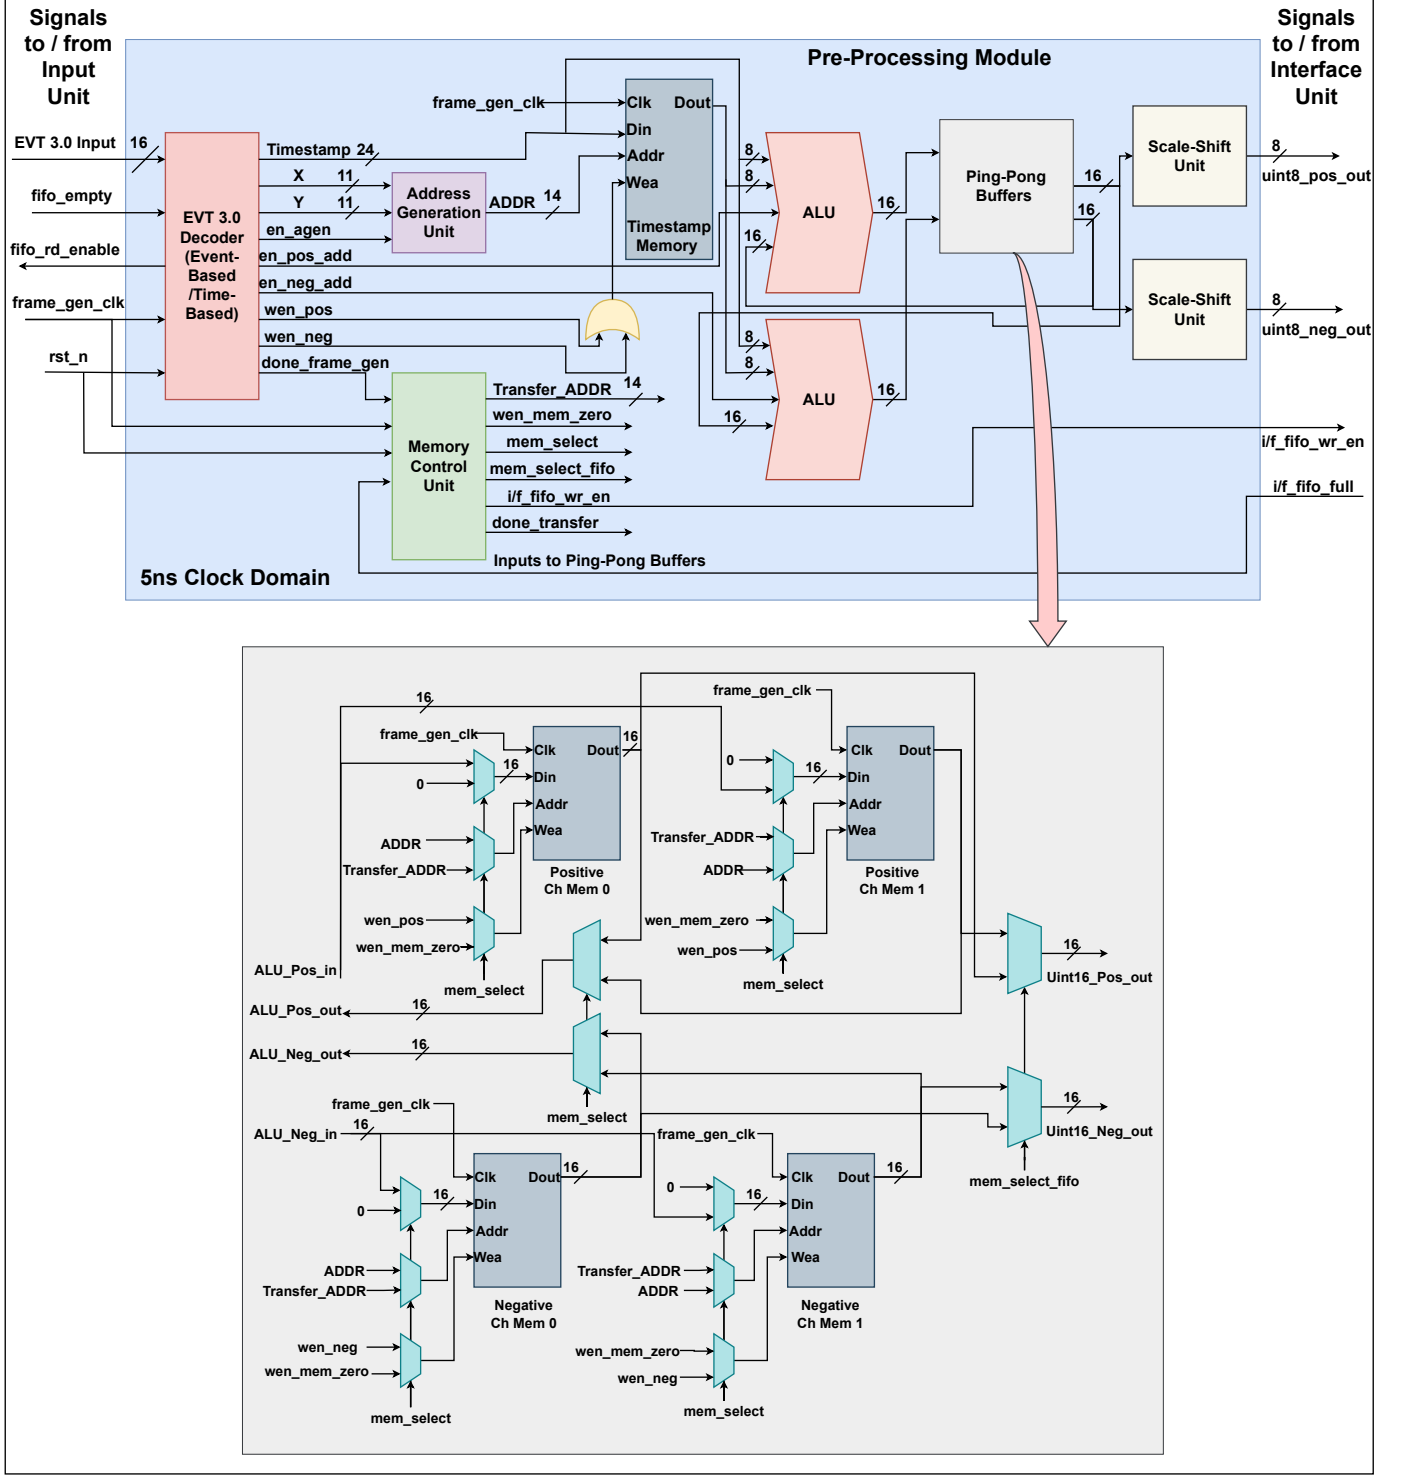 Signals
to / from
Input
Unit
Signals
to / from
Interface
Unit
Pre-Processing Module
EVT 3.0 Input
16
fifo_empty
fifo_rd_enable
frame_gen_clk
rst_n
EVT 3.0
Decoder
(Event-
Based
/Time-
Based)
Timestamp 24
X 11
Y 11
en_agen
en_pos_add
en_neg_add
wen_pos
wen_neg
done_frame_gen
Address
Generation
Unit
ADDR 14
frame_gen_clk
Clk Dout
Din
Addr
Wea
Timestamp
Memory
8
8
16
ALU
16
8
8
16
ALU
16
Ping-Pong
Buffers
16
16
Scale-Shift
Unit
8
uint8_pos_out
Scale-Shift
Unit
8
uint8_neg_out
Memory
Control
Unit
Transfer_ADDR 14
wen_mem_zero
mem_select
mem_select_fifo
i/f_fifo_wr_en
done_transfer
Inputs to Ping-Pong Buffers
i/f_fifo_wr_en
i/f_fifo_full
5ns Clock Domain
16
frame_gen_clk
0
16
Clk Dout
Din
Addr
Wea
16
ADDR
Transfer_ADDR
wen_pos
wen_mem_zero
mem_select
Positive
Ch Mem 0
frame_gen_clk
0
16
Clk Dout
Din
Addr
Wea
Transfer_ADDR
ADDR
wen_mem_zero
wen_pos
mem_select
Positive
Ch Mem 1
ALU_Pos_in
ALU_Pos_out
16
ALU_Neg_out
16
mem_select
16
Uint16_Pos_out
16
Uint16_Neg_out
mem_select_fifo
frame_gen_clk
ALU_Neg_in
16
0
16
Clk Dout
Din
Addr
Wea
16
ADDR
Transfer_ADDR
wen_neg
wen_mem_zero
mem_select
Negative
Ch Mem 0
frame_gen_clk
0
16
Clk Dout
Din
Addr
Wea
16
Transfer_ADDR
ADDR
wen_mem_zero
wen_neg
mem_select
Negative
Ch Mem 1